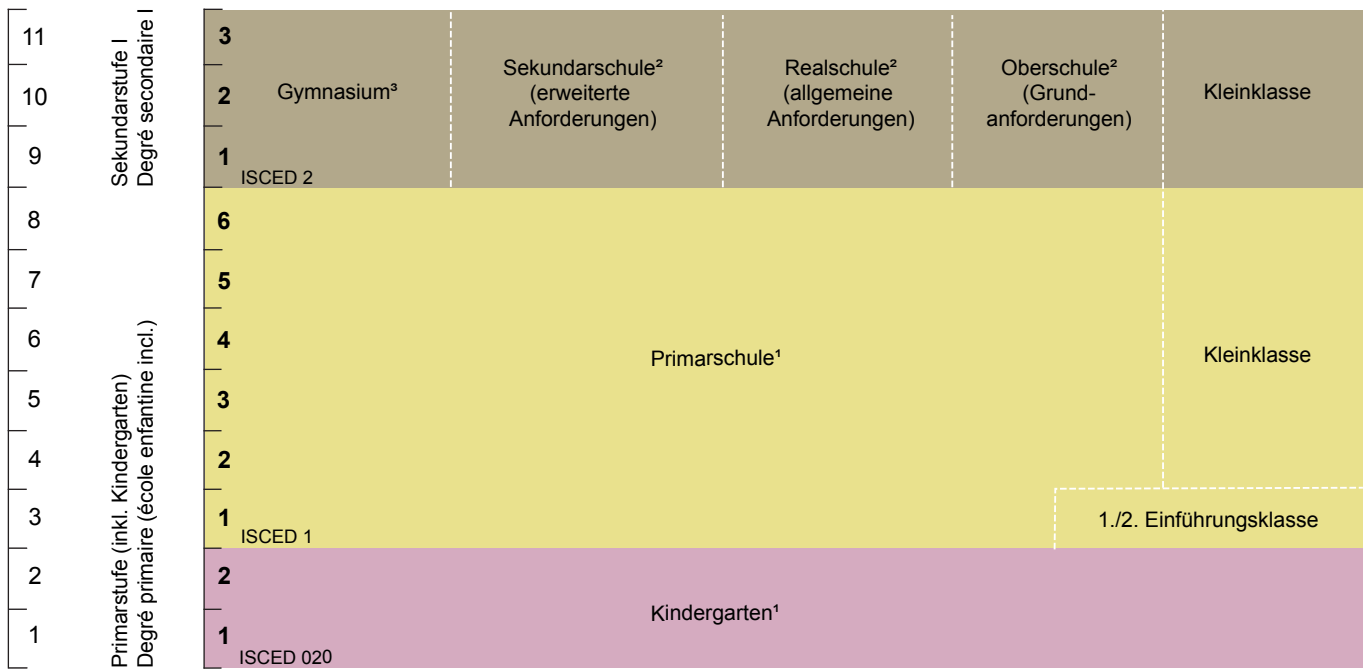 11
10
9
8
7
6
5
4
3
2
1
Sekundarstufe I
Degré secondaire I
Primarstufe (inkl. Kindergarten)
Degré primaire (école enfantine incl.)
3
2
1
ISCED 2
Gymnasium³
Sekundarschule²
(erweiterte
Anforderungen)
Realschule²
(allgemeine
Anforderungen)
Oberschule²
(Grund-
anforderungen)
Kleinklasse
6
5
4
3
2
1
ISCED 1
Primarschule¹
Kleinklasse
1./2. Einführungsklasse
2
1
ISCED 020
Kindergarten¹